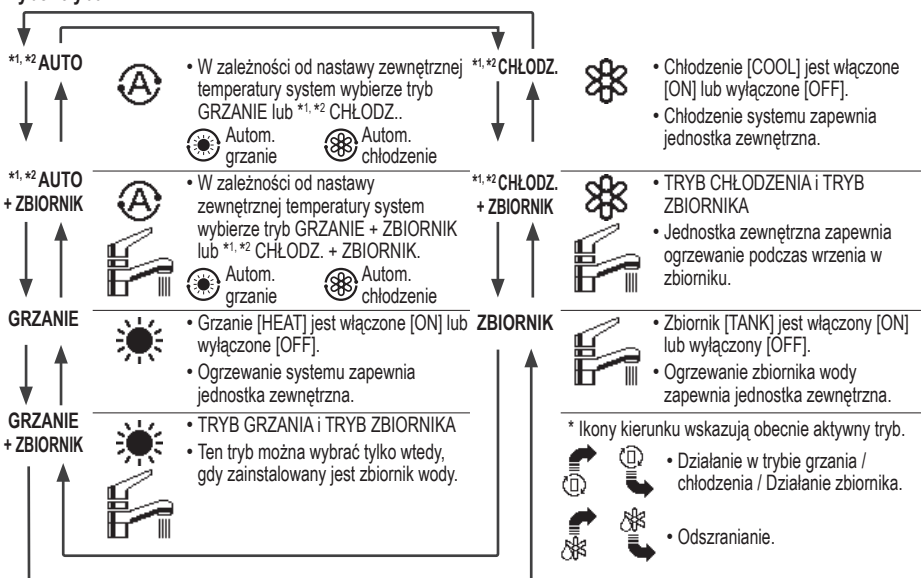 *1, *2 AUTO
• W zależności od nastawy zewnętrznej
temperatury system wybierze tryb
GRZANIE lub *1, *2 CHŁODZ..
Autom.
grzanie
Autom.
chłodzenie
*1, *2 AUTO
+ ZBIORNIK
• W zależności od nastawy
zewnętrznej temperatury system
wybierze tryb GRZANIE + ZBIORNIK
lub *1, *2 CHŁODZ. + ZBIORNIK.
Autom.
grzanie
Autom.
chłodzenie
GRZANIE
• Grzanie [HEAT] jest włączone [ON] lub
wyłączone [OFF].
• Ogrzewanie systemu zapewnia
jednostka zewnętrzna.
GRZANIE
+ ZBIORNIK
• TRYB GRZANIA i TRYB ZBIORNIKA
• Ten tryb można wybrać tylko wtedy,
gdy zainstalowany jest zbiornik wody.
*1, *2 CHŁODZ.
• Chłodzenie [COOL] jest włączone
[ON] lub wyłączone [OFF].
• Chłodzenie systemu zapewnia
jednostka zewnętrzna.
*1, *2 CHŁODZ.
+ ZBIORNIK
• TRYB CHŁODZENIA i TRYB
ZBIORNIKA
• Jednostka zewnętrzna zapewnia
ogrzewanie podczas wrzenia w
zbiorniku.
ZBIORNIK
• Zbiornik [TANK] jest włączony [ON]
lub wyłączony [OFF].
• Ogrzewanie zbiornika wody
zapewnia jednostka zewnętrzna.
* Ikony kierunku wskazują obecnie aktywny tryb.
• Działanie w trybie grzania /
chłodzenia / Działanie zbiornika.
• Odszranianie.